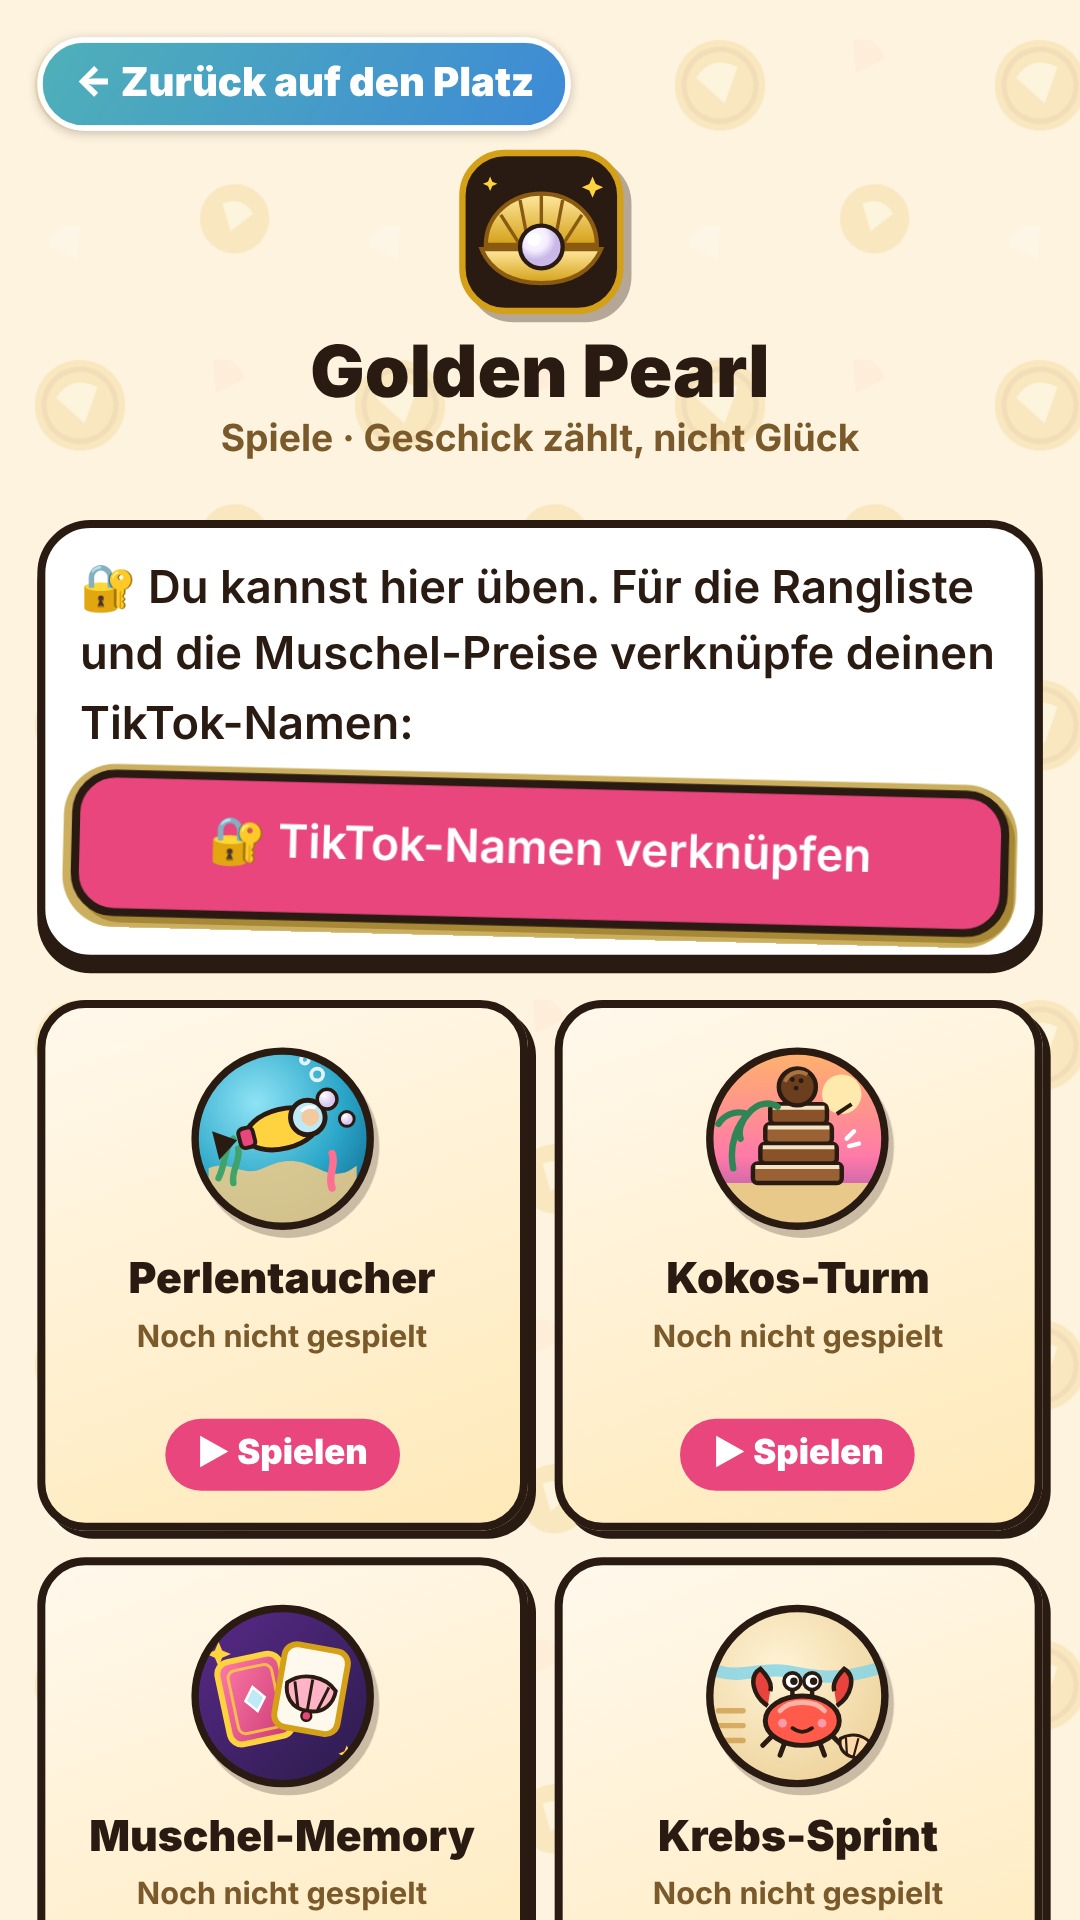 ← Zurück auf den Platz
Golden Pearl
Spiele · Geschick zählt, nicht Glück
🔐 Du kannst hier üben. Für die Rangliste
und die Muschel-Preise verknüpfe deinen
TikTok-Namen:
🔐 TikTok-Namen verknüpfen
Perlentaucher
Noch nicht gespielt
▶ Spielen
Kokos-Turm
Noch nicht gespielt
▶ Spielen
Muschel-Memory
Noch nicht gespielt
Krebs-Sprint
Noch nicht gespielt